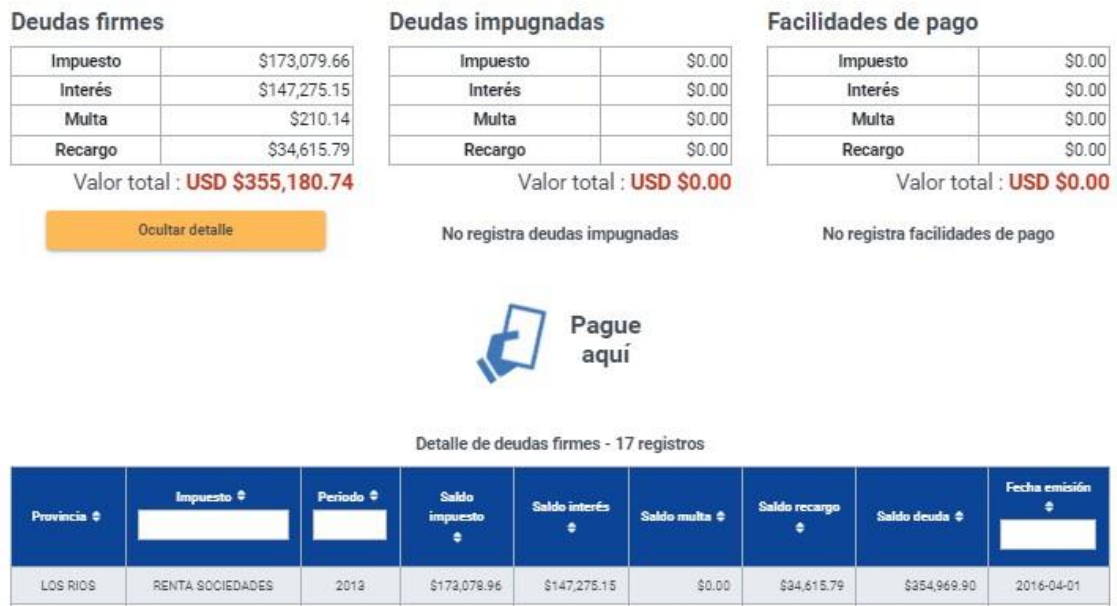 Deudas firmes
Impuesto $173,079.66
Interés $147,275.15
Multa $210.14
Recargo $34,615.79
Valor total : USD $355,180.74
Ocultar detalle
Deudas impugnadas
Impuesto $0.00
Interés $0.00
Multa $0.00
Recargo $0.00
Valor total : USD $0.00
No registra deudas impugnadas
Facilidades de pago
Impuesto $0.00
Interés $0.00
Multa $0.00
Recargo $0.00
Valor total : USD $0.00
No registra facilidades de pago
Pague
aquí
Detalle de deudas firmes - 17 registros
Provincia Impuesto Periodo Saldo impuesto Saldo interés Saldo multa Saldo recargo Saldo deuda Fecha emisión
LOS RIOS RENTA SOCIEDADES 2013 $173,078.96 $147,275.15 $0.00 $34,615.79 $354,969.90 2016-04-01